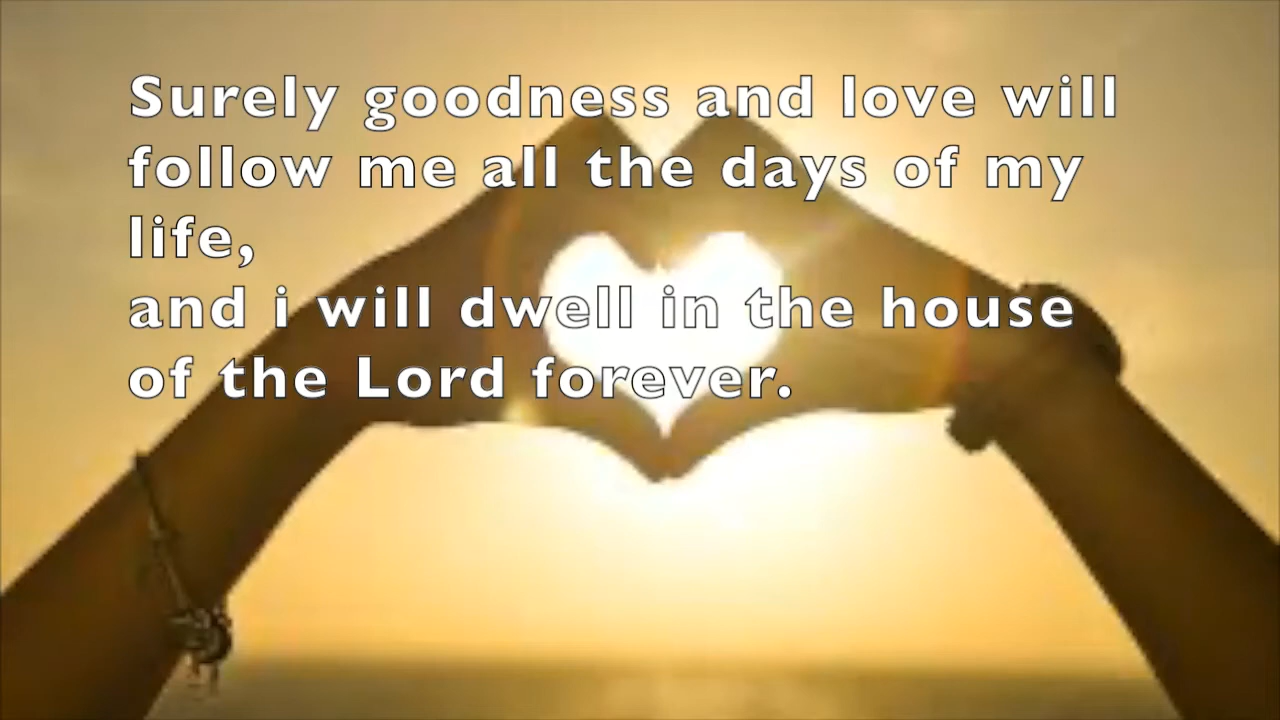 Surely goodness and love will
follow me all the days of my
life,
and i will dwell in the house
of the Lord forever.